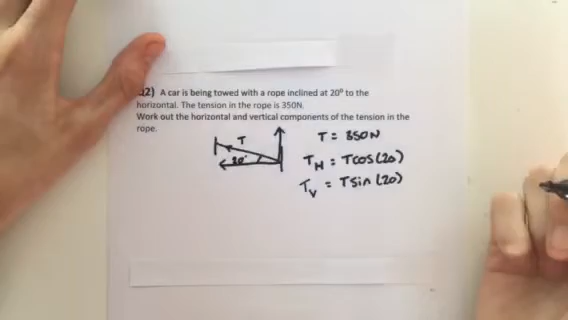 Q2) A car is being towed with a rope inclined at 20⁰ to the
horizontal. The tension in the rope is 350N.
Work out the horizontal and vertical components of the tension in the
rope.
T
20°
T = 350N
T_H = Tcos(20)
T_V = Tsin(20)